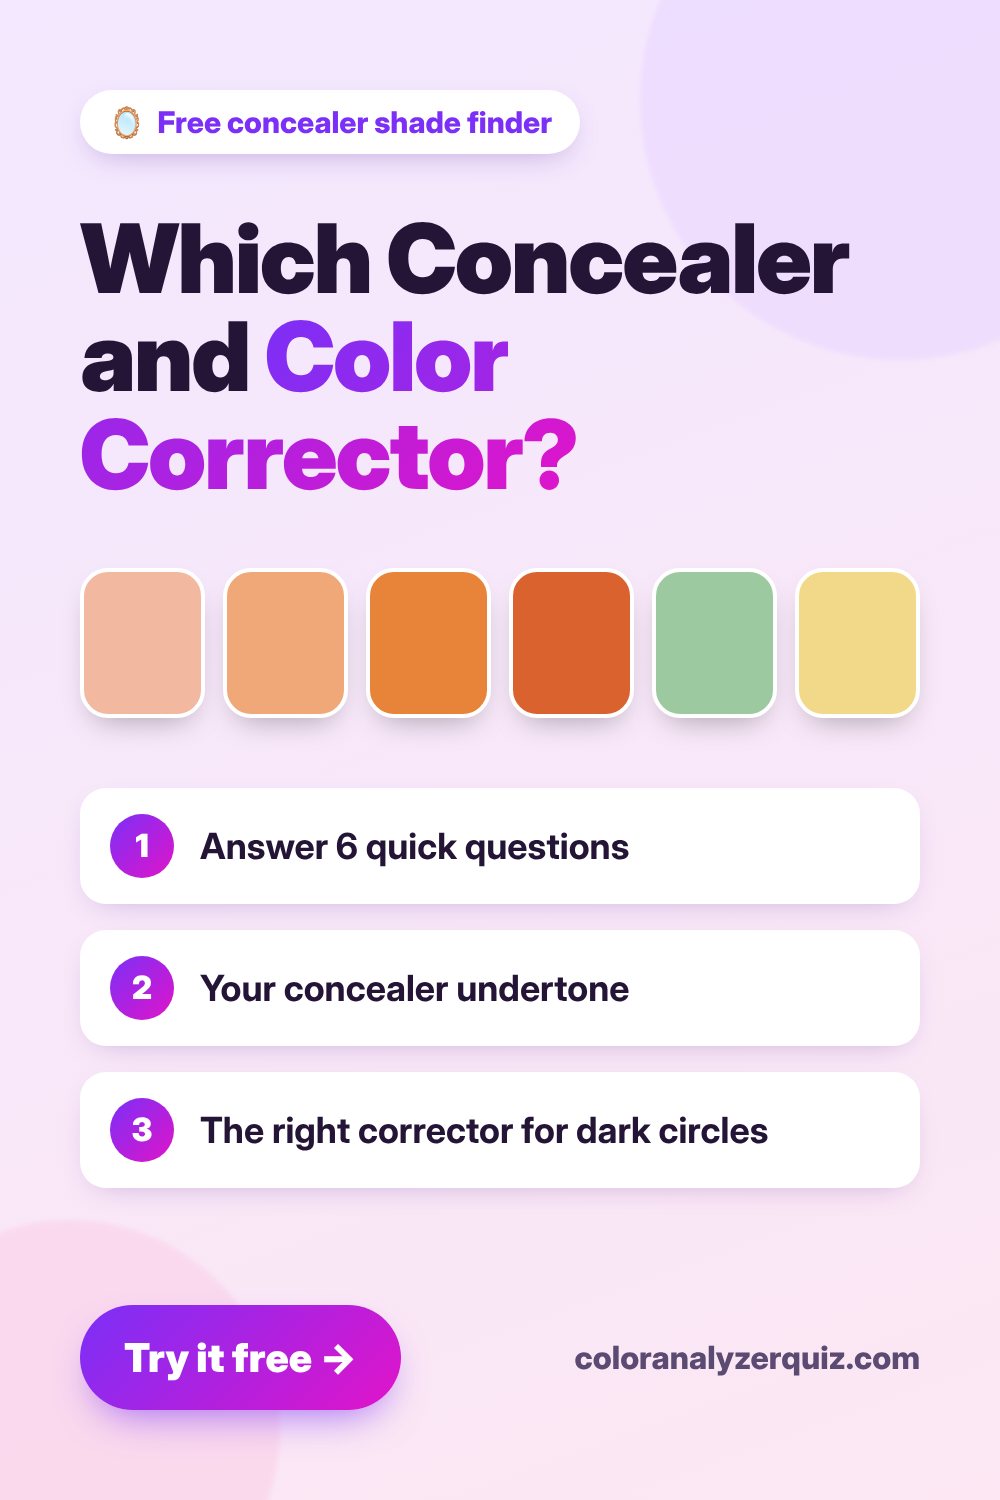 Free concealer shade finder
Which Concealer
and Color
Corrector?
1 Answer 6 quick questions
2 Your concealer undertone
3 The right corrector for dark circles
Try it free →
coloranalyzerquiz.com